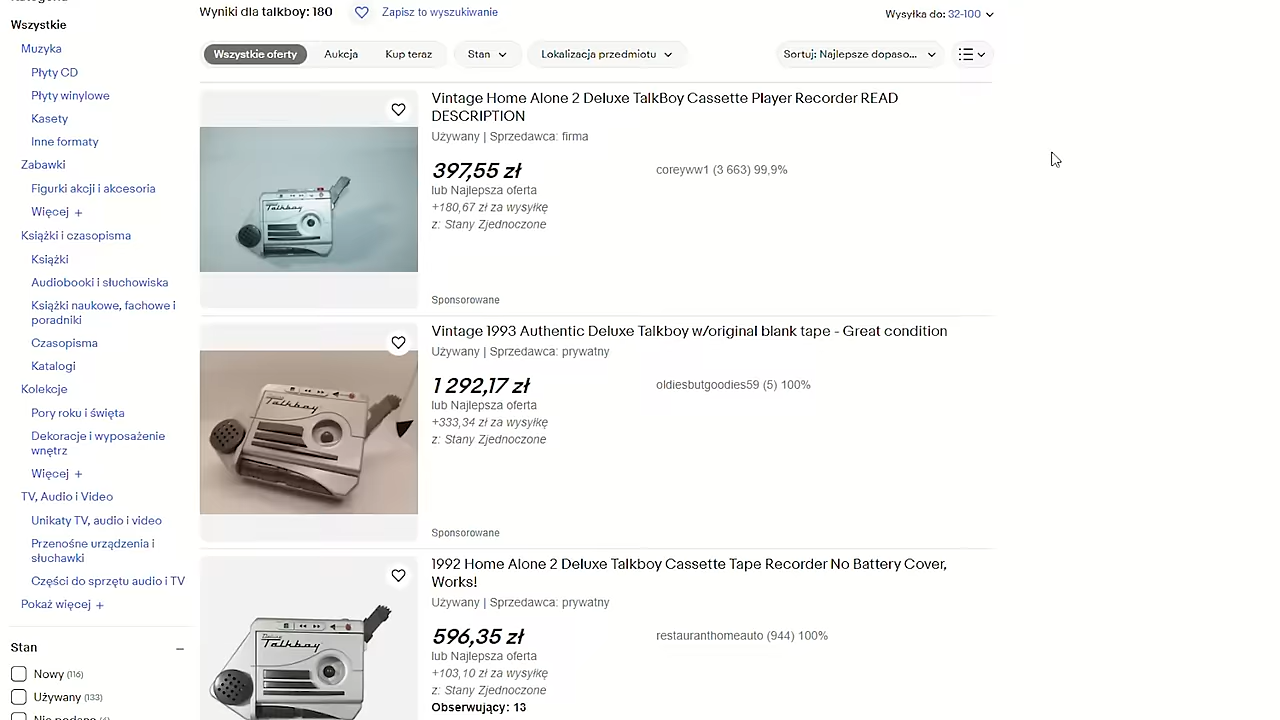 Wyniki dla talkboy: 180
Zapisz to wyszukiwanie
Wysyłka do: 32-100
Wszystkie oferty
Aukcja
Kup teraz
Stan
Lokalizacja przedmiotu
Sortuj: Najlepsze dopaso...
Wszystkie
Muzyka
Płyty CD
Płyty winylowe
Kasety
Inne formaty
Zabawki
Figurki akcji i akcesoria
Więcej +
Książki i czasopisma
Książki
Audiobooki i słuchowiska
Książki naukowe, fachowe i
poradniki
Czasopisma
Katalogi
Kolekcje
Pory roku i święta
Dekoracje i wyposażenie
wnętrz
Więcej +
TV, Audio i Video
Unikaty TV, audio i video
Przenośne urządzenia i
słuchawki
Części do sprzętu audio i TV
Pokaż więcej +
Stan
Nowy (116)
Używany (133)
Vintage Home Alone 2 Deluxe TalkBoy Cassette Player Recorder READ
DESCRIPTION
Używany | Sprzedawca: firma
397,55 zł
coreyww1 (3 663) 99,9%
lub Najlepsza oferta
+180,67 zł za wysyłkę
z: Stany Zjednoczone
Sponsorowane
Talkboy
Vintage 1993 Authentic Deluxe Talkboy w/original blank tape - Great condition
Używany | Sprzedawca: prywatny
1 292,17 zł
oldiesbutgoodies59 (5) 100%
lub Najlepsza oferta
+333,34 zł za wysyłkę
z: Stany Zjednoczone
Sponsorowane
Talkboy
1992 Home Alone 2 Deluxe Talkboy Cassette Tape Recorder No Battery Cover,
Works!
Używany | Sprzedawca: prywatny
596,35 zł
restauranthomeauto (944) 100%
lub Najlepsza oferta
+103,10 zł za wysyłkę
z: Stany Zjednoczone
Obserwujący: 13
Deluxe
Talkboy